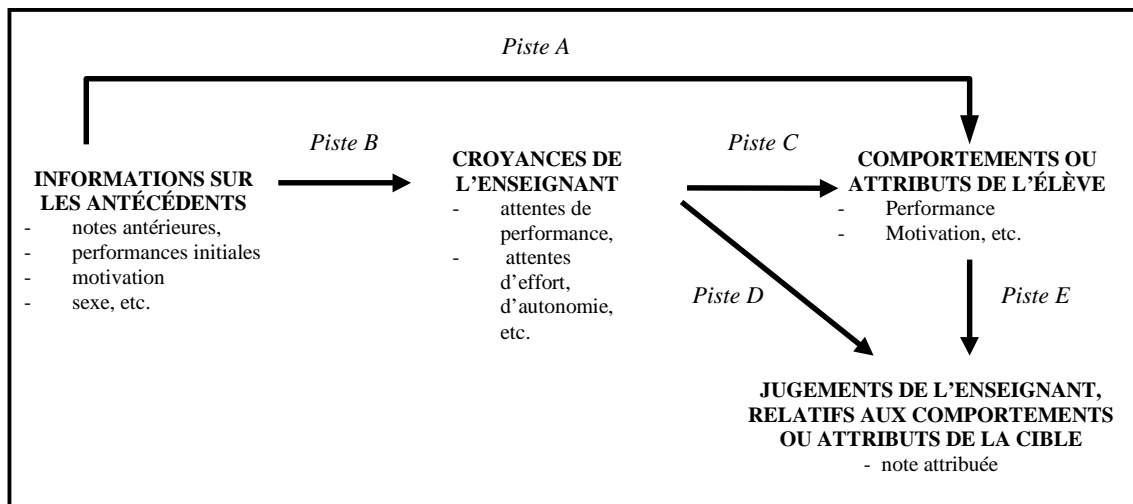 Piste A
Piste B
Piste C
INFORMATIONS SUR
LES ANTÉCÉDENTS
- notes antérieures,
- performances initiales
- motivation
- sexe, etc.
CROYANCES DE
L’ENSEIGNANT
- attentes de
performance,
- attentes
d’effort,
d’autonomie,
etc.
COMPORTEMENTS OU
ATTRIBUTS DE L’ÉLÈVE
- Performance
- Motivation, etc.
Piste D
Piste E
JUGEMENTS DE L’ENSEIGNANT,
RELATIFS AUX COMPORTEMENTS
OU ATTRIBUTS DE LA CIBLE
- note attribuée